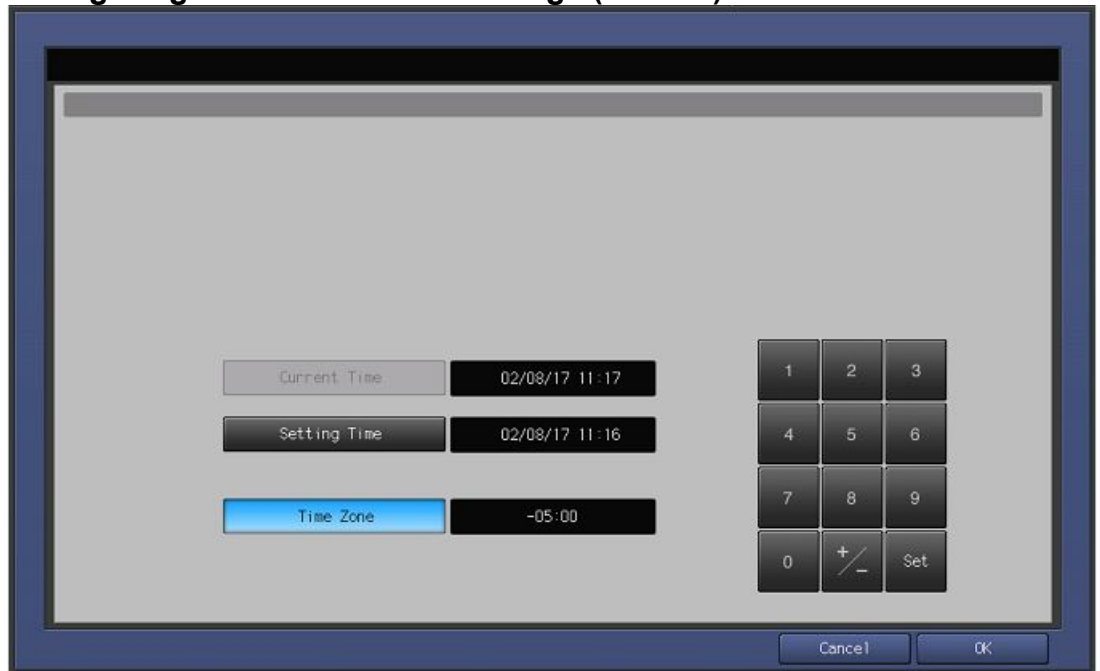 Current Time 02/08/17 11:17
Setting Time 02/08/17 11:16
Time Zone -05:00
1 2 3
4 5 6
7 8 9
0 +/- Set
Cancel OK